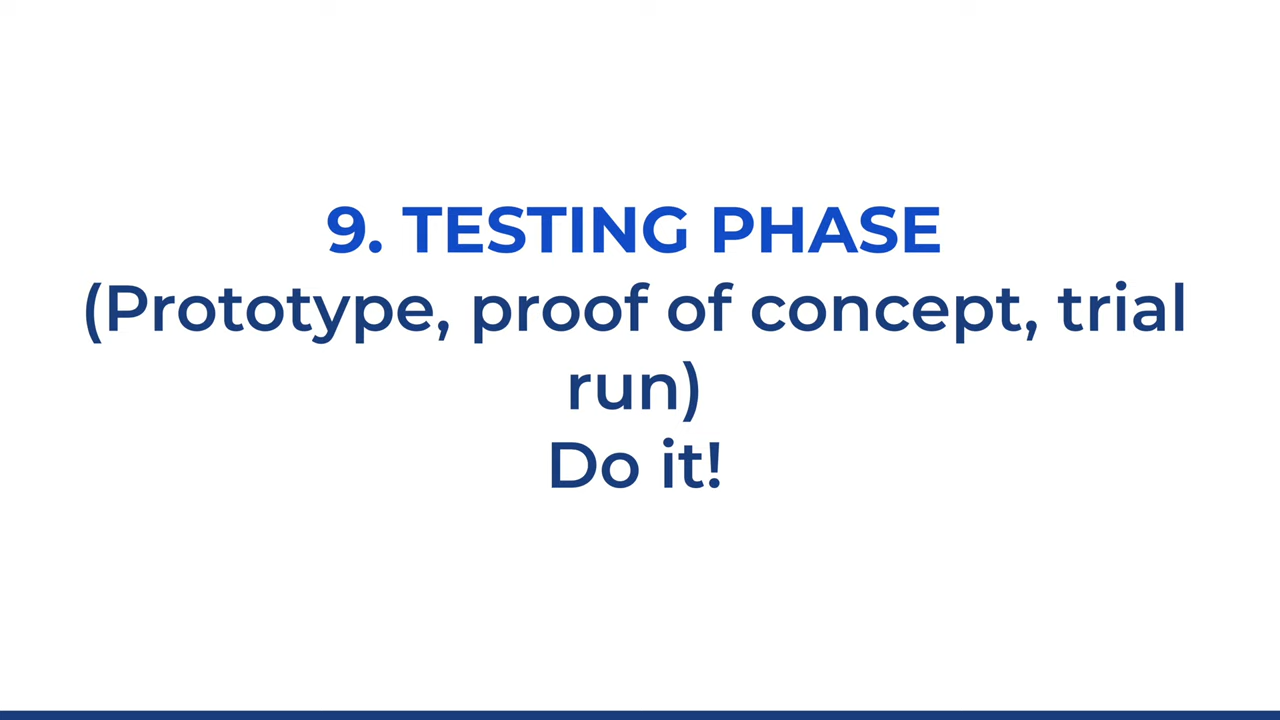 9. TESTING PHASE
(Prototype, proof of concept, trial
run)
Do it!